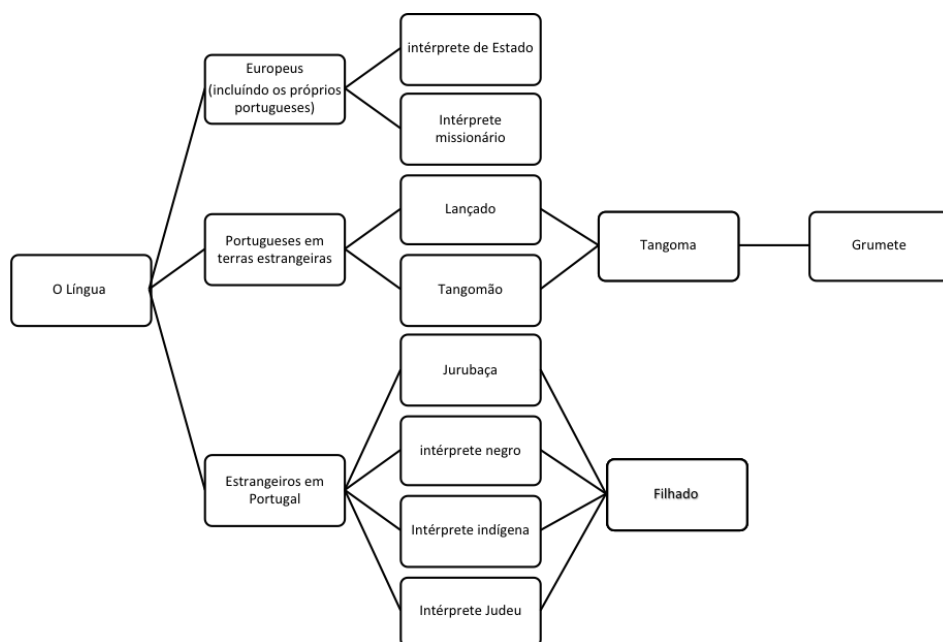 intérprete de Estado
Europeus
(incluíndo os próprios
portugueses)
Intérprete
missionário
Lançado
Portugueses em
terras estrangeiras
Tangoma
Grumete
O Língua
Tangomão
Jurubaça
intérprete negro
Estrangeiros em
Portugal
Filhado
Intérprete indígena
Intérprete Judeu